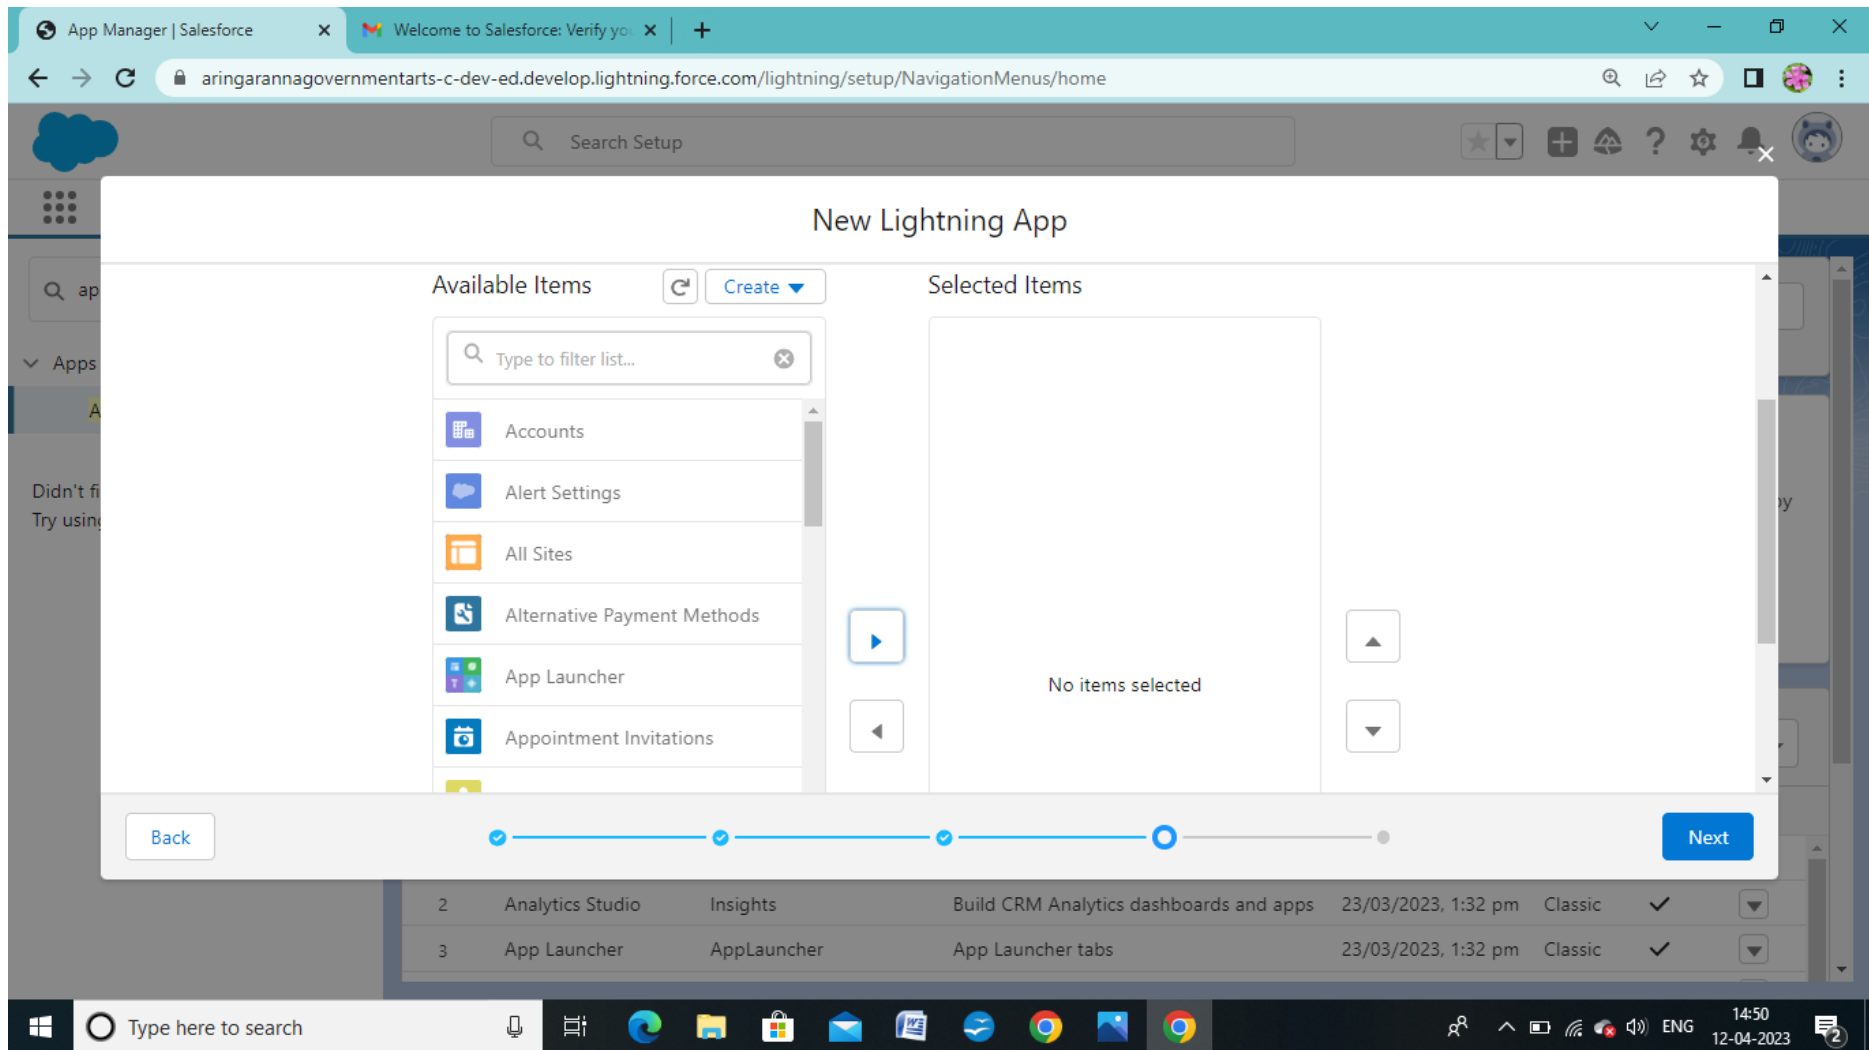 App Manager | Salesforce
Welcome to Salesforce: Verify yo
aringarannagovernmentarts-c-dev-ed.develop.lightning.force.com/lightning/setup/NavigationMenus/home
Search Setup
New Lightning App
ap
Available Items
Create
Selected Items
Type to filter list...
Apps
A
Accounts
Didn't fi
Alert Settings
by
Try using
All Sites
Alternative Payment Methods
App Launcher
No items selected
Appointment Invitations
Back
Next
2 Analytics Studio Insights Build CRM Analytics dashboards and apps 23/03/2023, 1:32 pm Classic
3 App Launcher AppLauncher App Launcher tabs 23/03/2023, 1:32 pm Classic
Type here to search
ENG
14:50
12-04-2023
2